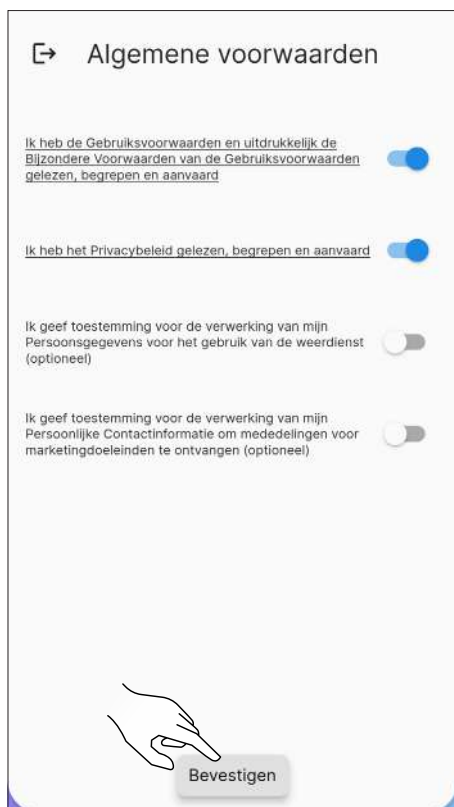 Algemene voorwaarden
Ik heb de Gebruiksvoorwaarden en uitdrukkelijk de
Bijzondere Voorwaarden van de Gebruiksvoorwaarden
gelezen, begrepen en aanvaard
Ik heb het Privacybeleid gelezen, begrepen en aanvaard
Ik geef toestemming voor de verwerking van mijn
Persoonsgegevens voor het gebruik van de weerdienst
(optioneel)
Ik geef toestemming voor de verwerking van mijn
Persoonlijke Contactinformatie om mededelingen voor
marketingdoeleinden te ontvangen (optioneel)
Bevestigen